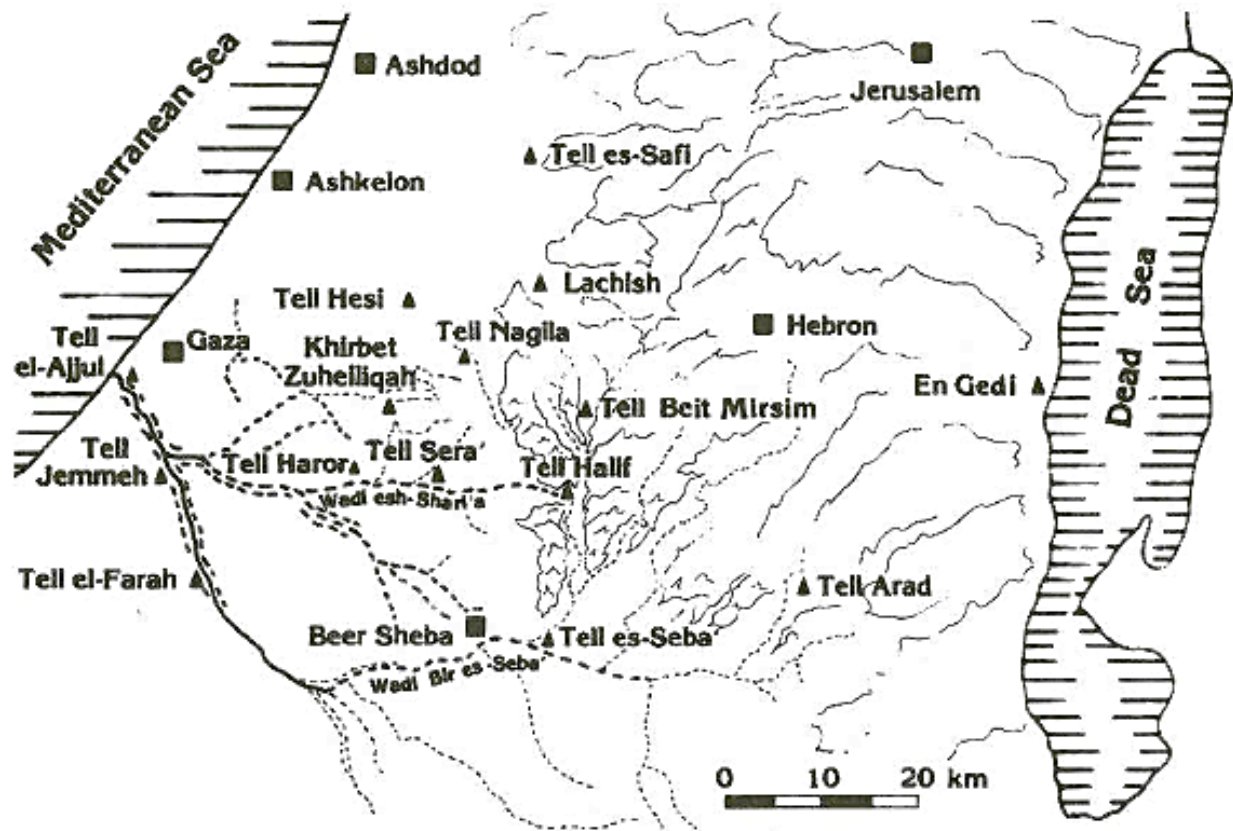 Mediterranean Sea
Ashdod
Jerusalem
Tell es-Safi
Ashkelon
Lachish
Dead Sea
Tell Hesi
Tell Nagila
Hebron
Gaza
Khirbet
Zuheiliqah
Tell
el-Ajjul
En Gedi
Tell Beit Mirsim
Tell
Jemmeh
Tell Haror
Tell Sera
Tell Halif
Wadi esh-Shari'a
Tell el-Farah
Tell Arad
Beer Sheba
Tell es-Seba
Wadi Bir es-Seba
0 10 20 km